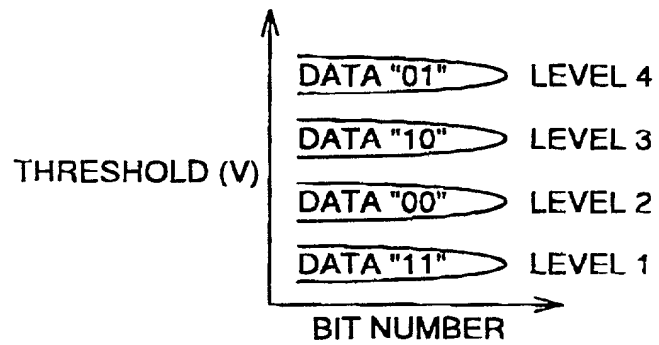 DATA "01" LEVEL 4
DATA "10" LEVEL 3
THRESHOLD (V)
DATA "00" LEVEL 2
DATA "11" LEVEL 1
BIT NUMBER